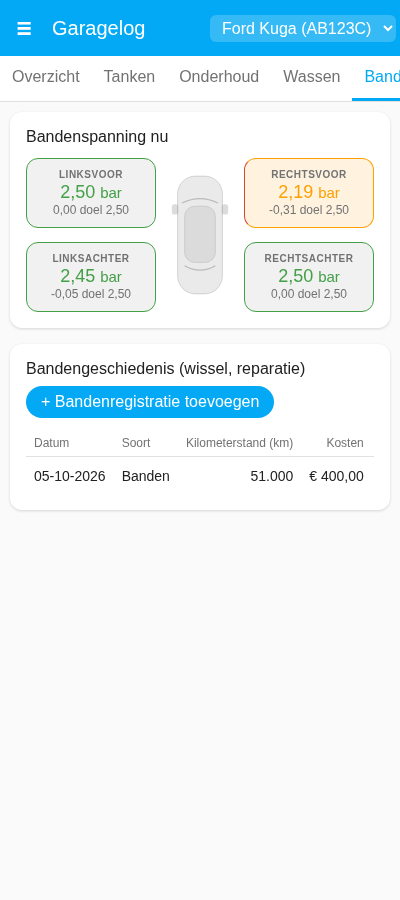 Garagelog
Ford Kuga (AB123C)
Overzicht Tanken Onderhoud Wassen Band
Bandenspanning nu
LINKSVOOR
2,50 bar
0,00 doel 2,50
RECHTSVOOR
2,19 bar
-0,31 doel 2,50
LINKSACHTER
2,45 bar
-0,05 doel 2,50
RECHTSACHTER
2,50 bar
0,00 doel 2,50
Bandengeschiedenis (wissel, reparatie)
+ Bandenregistratie toevoegen
Datum Soort Kilometerstand (km) Kosten
05-10-2026 Banden 51.000 € 400,00